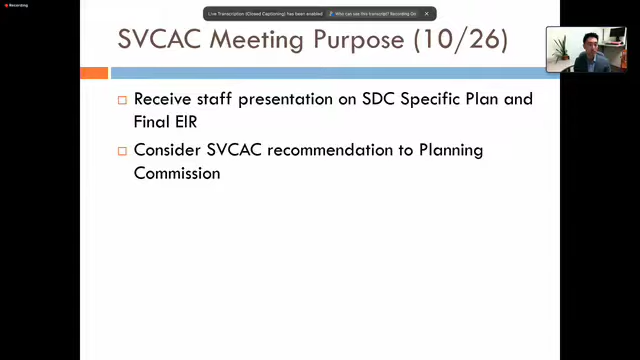 Recording
Live Transcription (Closed Captioning) has been enabled
Who can see this transcript? Recording On
SVCAC Meeting Purpose (10/26)
Receive staff presentation on SDC Specific Plan and
Final EIR
Consider SVCAC recommendation to Planning
Commission